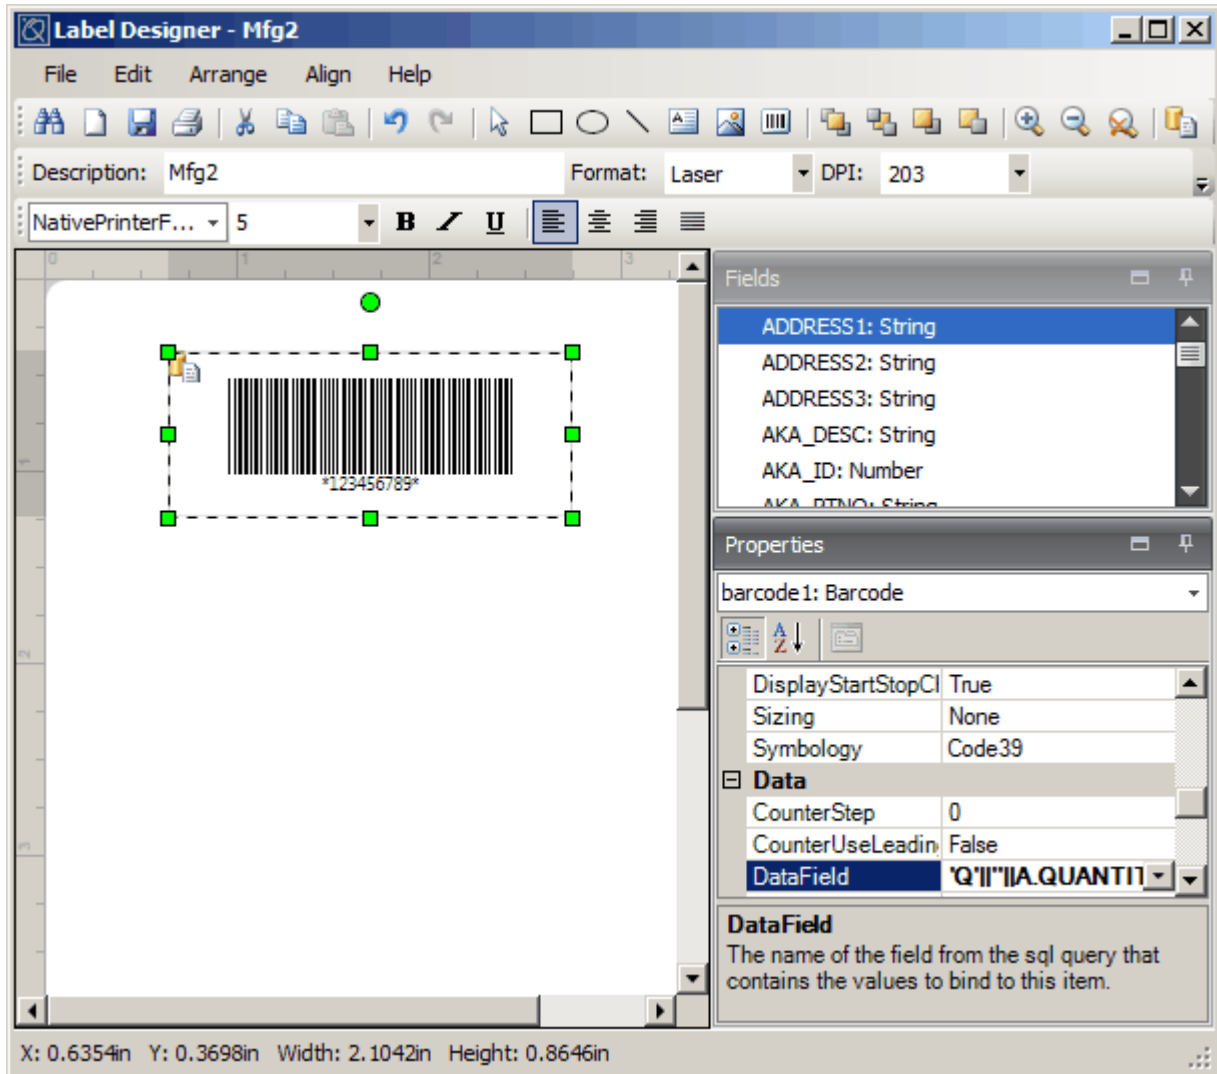 Label Designer - Mfg2
File Edit Arrange Align Help
Description: Mfg2 Format: Laser DPI: 203
NativePrinterF... 5 B I U
0 1 2 3
Fields
ADDRESS1: String
ADDRESS2: String
ADDRESS3: String
AKA_DESC: String
AKA_ID: Number
*123456789*
1
2
3
Properties
barcode1: Barcode
DisplayStartStopCl True
Sizing None
Symbology Code39
Data
CounterStep 0
CounterUseLeadin False
DataField 'Q'||''||A.QUANTIT
DataField
The name of the field from the sql query that
contains the values to bind to this item.
X: 0.6354in Y: 0.3698in Width: 2.1042in Height: 0.8646in